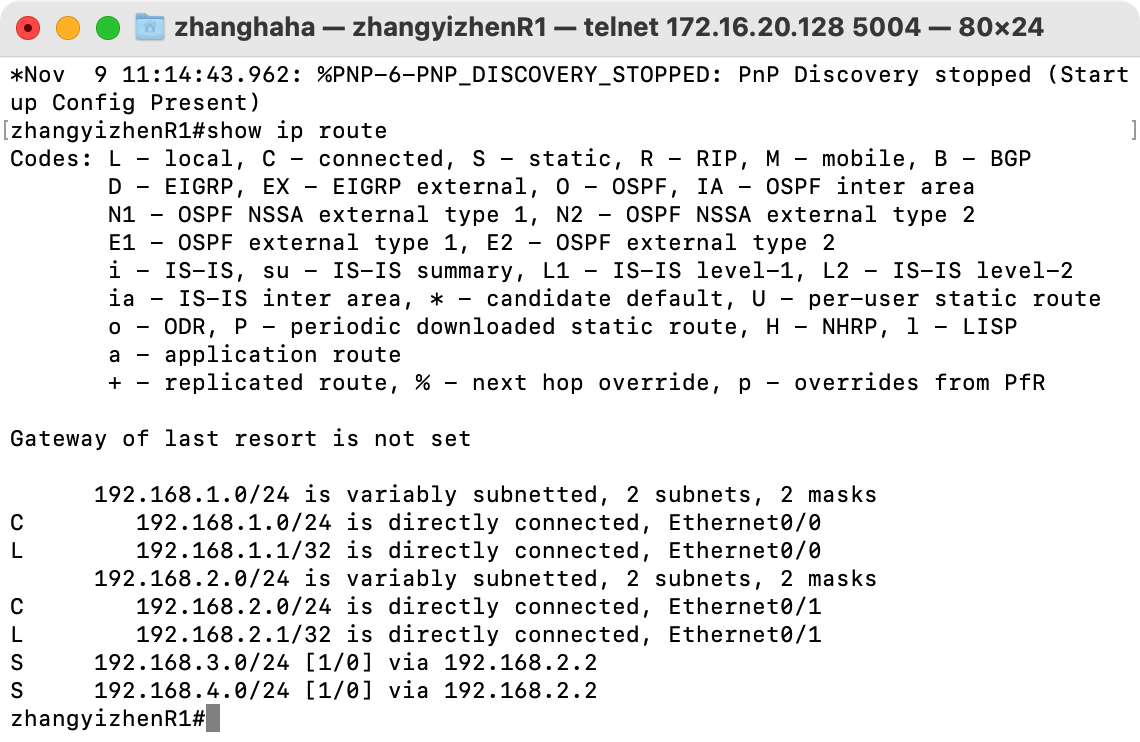 zhanghaha — zhangyizhenR1 — telnet 172.16.20.128 5004 — 80×24
*Nov  9 11:14:43.962: %PNP-6-PNP_DISCOVERY_STOPPED: PnP Discovery stopped (Start
up Config Present)
[zhangyizhenR1#show ip route ]
Codes: L - local, C - connected, S - static, R - RIP, M - mobile, B - BGP
       D - EIGRP, EX - EIGRP external, O - OSPF, IA - OSPF inter area
       N1 - OSPF NSSA external type 1, N2 - OSPF NSSA external type 2
       E1 - OSPF external type 1, E2 - OSPF external type 2
       i - IS-IS, su - IS-IS summary, L1 - IS-IS level-1, L2 - IS-IS level-2
       ia - IS-IS inter area, * - candidate default, U - per-user static route
       o - ODR, P - periodic downloaded static route, H - NHRP, l - LISP
       a - application route
       + - replicated route, % - next hop override, p - overrides from PfR
Gateway of last resort is not set
      192.168.1.0/24 is variably subnetted, 2 subnets, 2 masks
C        192.168.1.0/24 is directly connected, Ethernet0/0
L        192.168.1.1/32 is directly connected, Ethernet0/0
      192.168.2.0/24 is variably subnetted, 2 subnets, 2 masks
C        192.168.2.0/24 is directly connected, Ethernet0/1
L        192.168.2.1/32 is directly connected, Ethernet0/1
S     192.168.3.0/24 [1/0] via 192.168.2.2
S     192.168.4.0/24 [1/0] via 192.168.2.2
zhangyizhenR1#